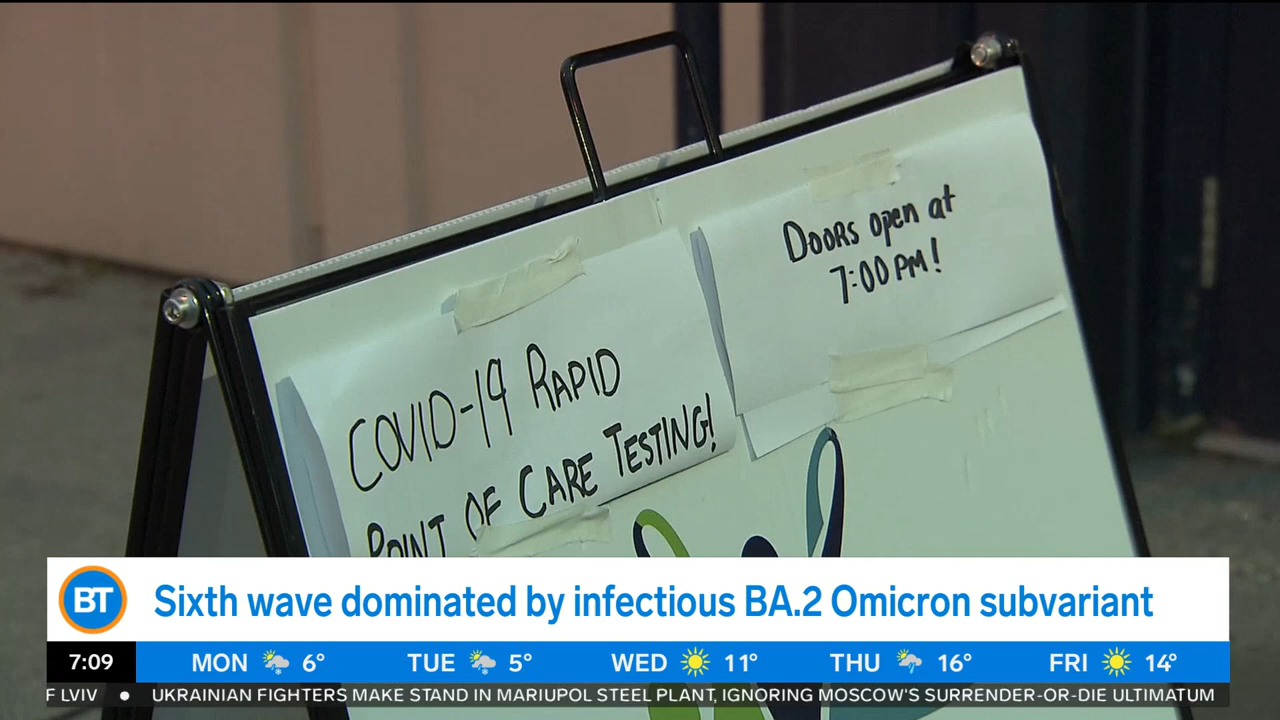 Doors open at
7:00 PM!
COVID-19 RAPID
POINT OF CARE TESTING!
BT Sixth wave dominated by infectious BA.2 Omicron subvariant
7:09 MON 6° TUE 5° WED 11° THU 16° FRI 14°
F LVIV • UKRAINIAN FIGHTERS MAKE STAND IN MARIUPOL STEEL PLANT, IGNORING MOSCOW'S SURRENDER-OR-DIE ULTIMATUM